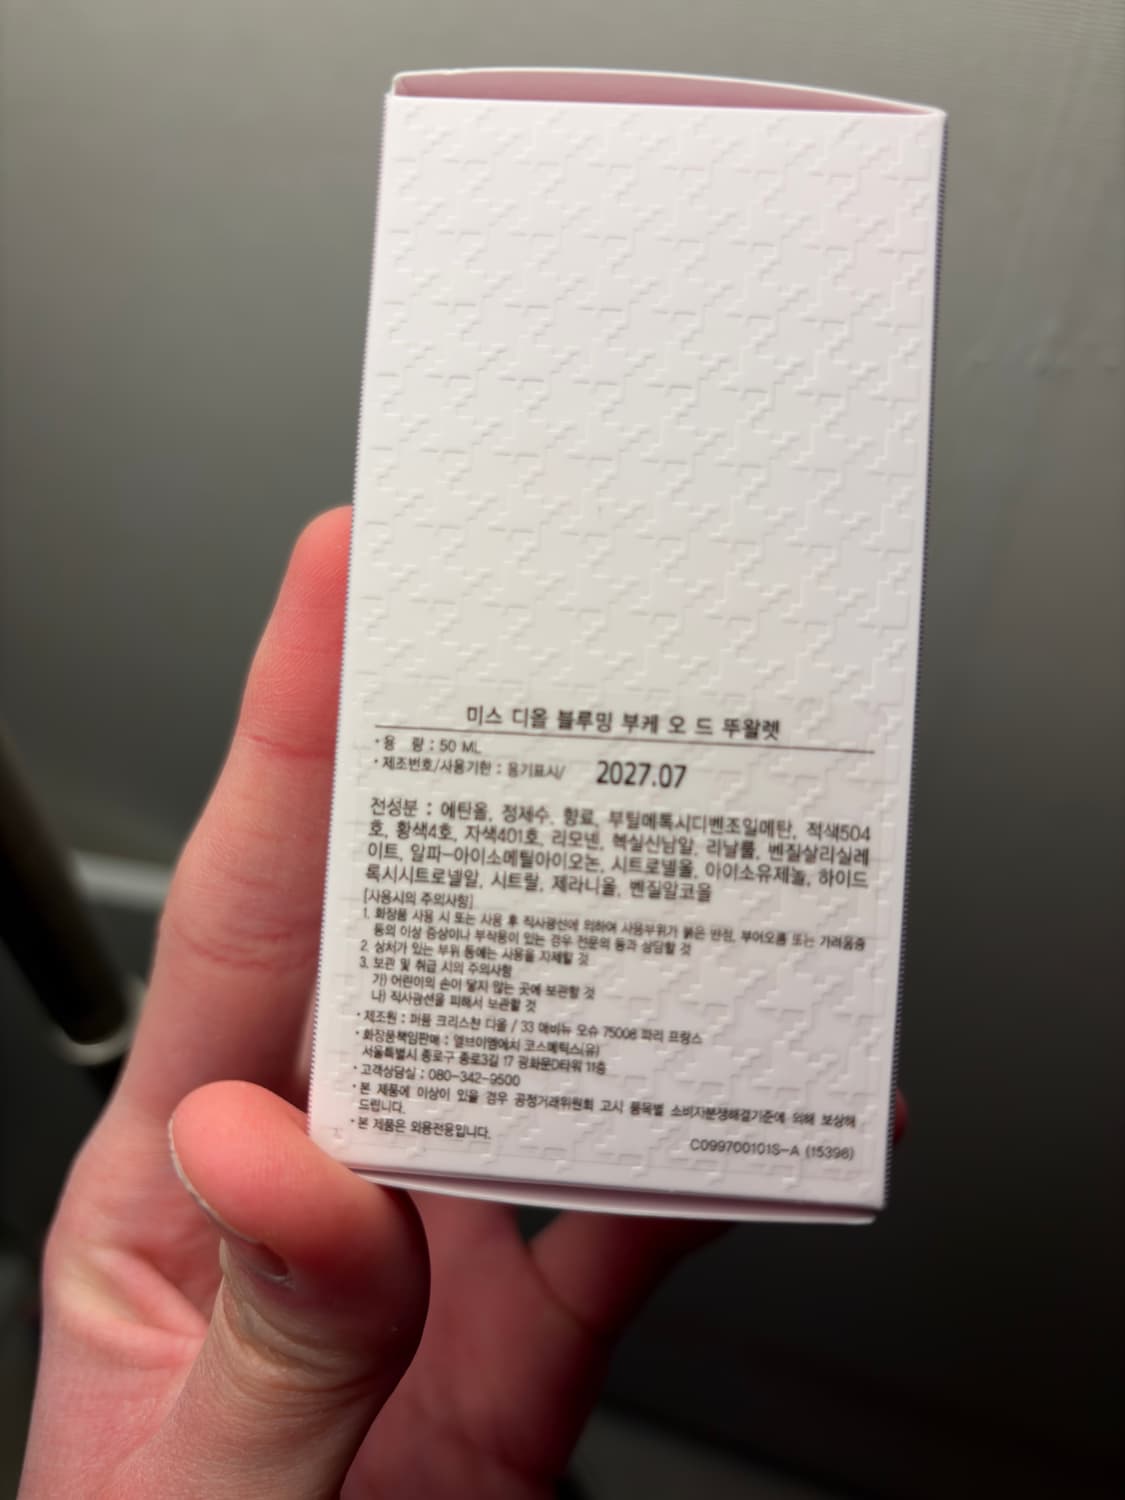 미스 디올 블루밍 부케 오 드 뚜왈렛
· 용 량 : 50 ML
· 제조번호/사용기한 : 용기표시/ 2027.07
전성분 : 에탄올, 정제수, 향료, 부틸메톡시디벤조일메탄, 적색504
호, 황색4호, 자색401호, 리모넨, 헥실신남알, 리날룰, 벤질살리실레
이트, 알파-아이소메틸아이오논, 시트로넬올, 아이소유제놀, 하이드
록시시트로넬알, 시트랄, 제라니올, 벤질알코올
[사용시의 주의사항]
1. 화장품 사용 시 또는 사용 후 직사광선에 의하여 사용부위가 붉은 반점, 부어오름 또는 가려움증
등의 이상 증상이나 부작용이 있는 경우 전문의 등과 상담할 것
2. 상처가 있는 부위 등에는 사용을 자제할 것
3. 보관 및 취급 시의 주의사항
가) 어린이의 손이 닿지 않는 곳에 보관할 것
나) 직사광선을 피해서 보관할 것
· 제조원 : 퍼퓸 크리스챤 디올 / 33 애비뉴 오슈 75008 파리 프랑스
· 화장품책임판매 : 엘브이엠에치 코스메틱스(유)
서울특별시 종로구 종로3길 17 광화문D타워 11층
· 고객상담실 : 080-342-9500
· 본 제품에 이상이 있을 경우 공정거래위원회 고시 품목별 소비자분쟁해결기준에 의해 보상해
드립니다.
· 본 제품은 외용전용입니다.
C099700101S-A (15398)